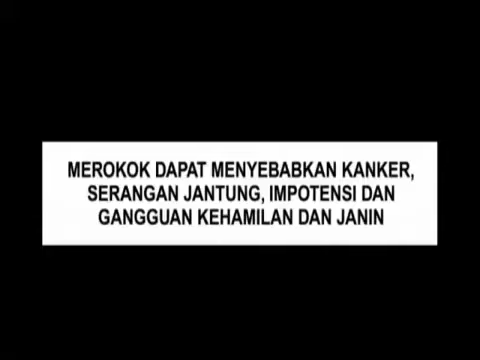 MEROKOK DAPAT MENYEBABKAN KANKER,
SERANGAN JANTUNG, IMPOTENSI DAN
GANGGUAN KEHAMILAN DAN JANIN